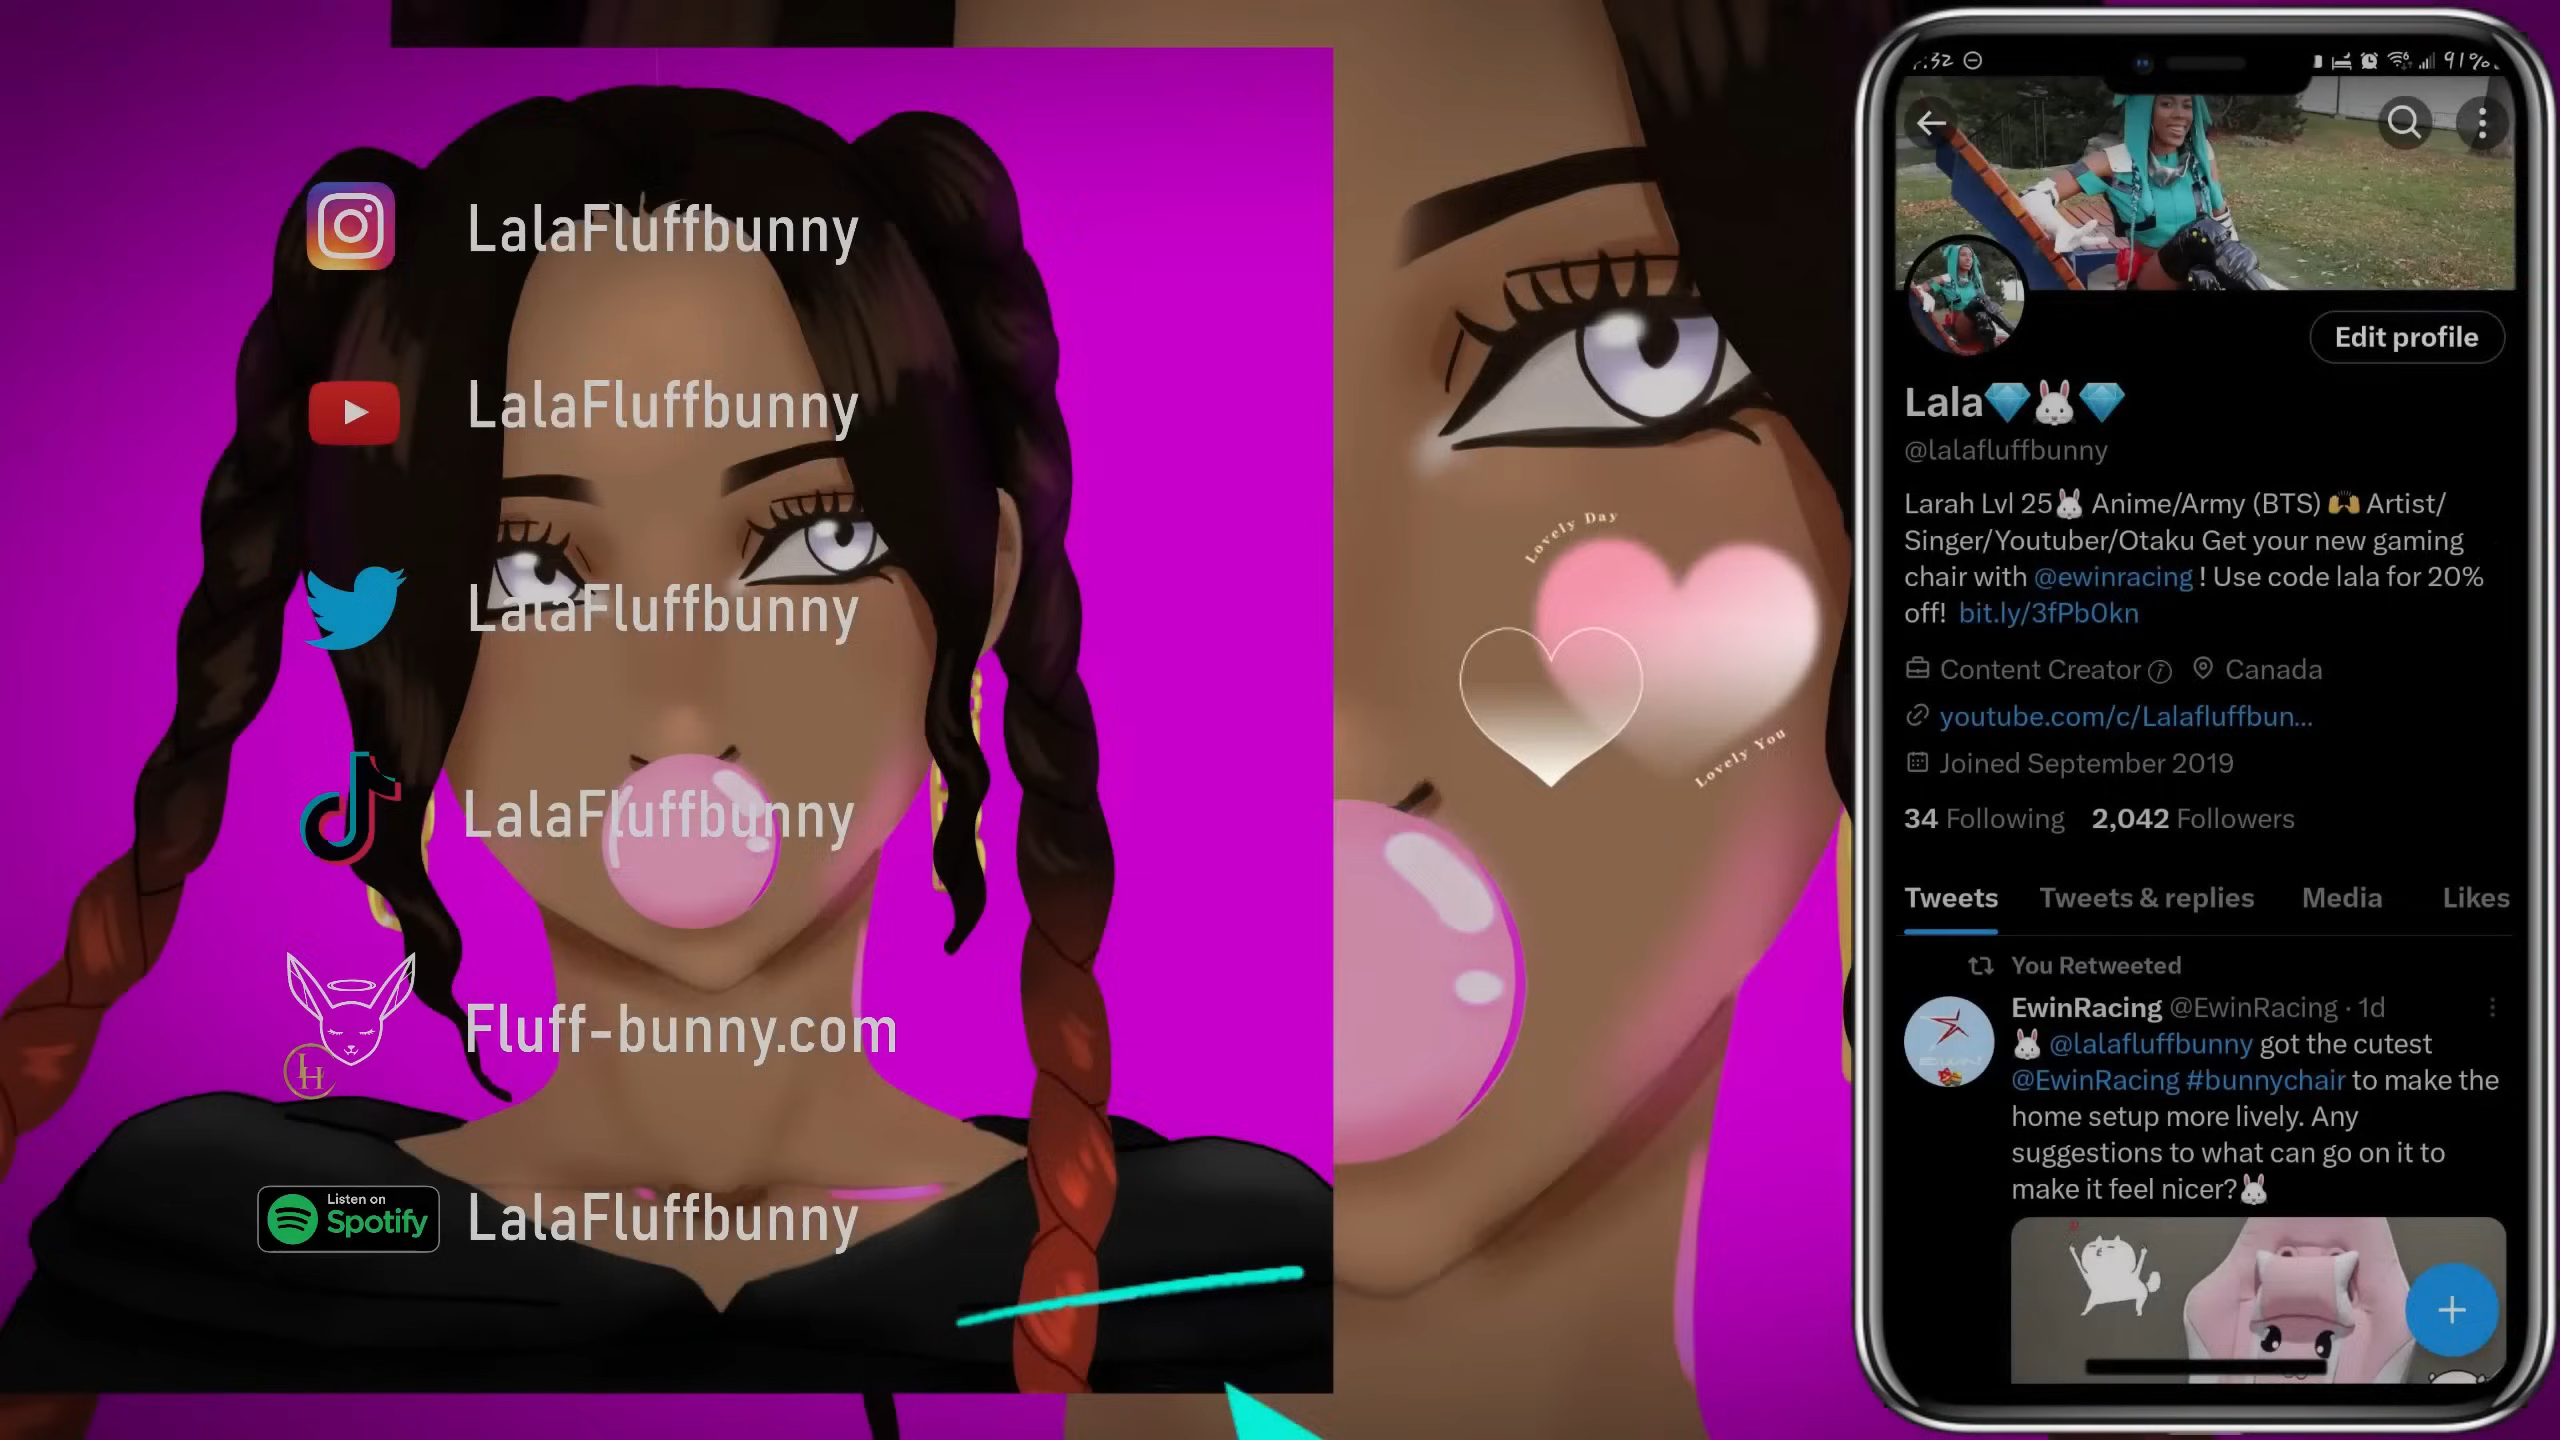 LalaFluffbunny
LalaFluffbunny
LalaFluffbunny
LalaFluffbunny
Fluff-bunny.com
LH
Listen on
Spotify
LalaFluffbunny
Lovely Day
Lovely You
:32
91%
Edit profile
Lala💎🐰💎
@lalafluffbunny
Larah Lvl 25🐰 Anime/Army (BTS) 🙌 Artist/
Singer/Youtuber/Otaku Get your new gaming
chair with @ewinracing ! Use code lala for 20%
off! bit.ly/3fPb0kn
Content Creator Canada
youtube.com/c/Lalafluffbun...
Joined September 2019
34 Following 2,042 Followers
Tweets Tweets & replies Media Likes
You Retweeted
EwinRacing @EwinRacing · 1d
🐰 @lalafluffbunny got the cutest
@EwinRacing #bunnychair to make the
home setup more lively. Any
suggestions to what can go on it to
make it feel nicer?🐰